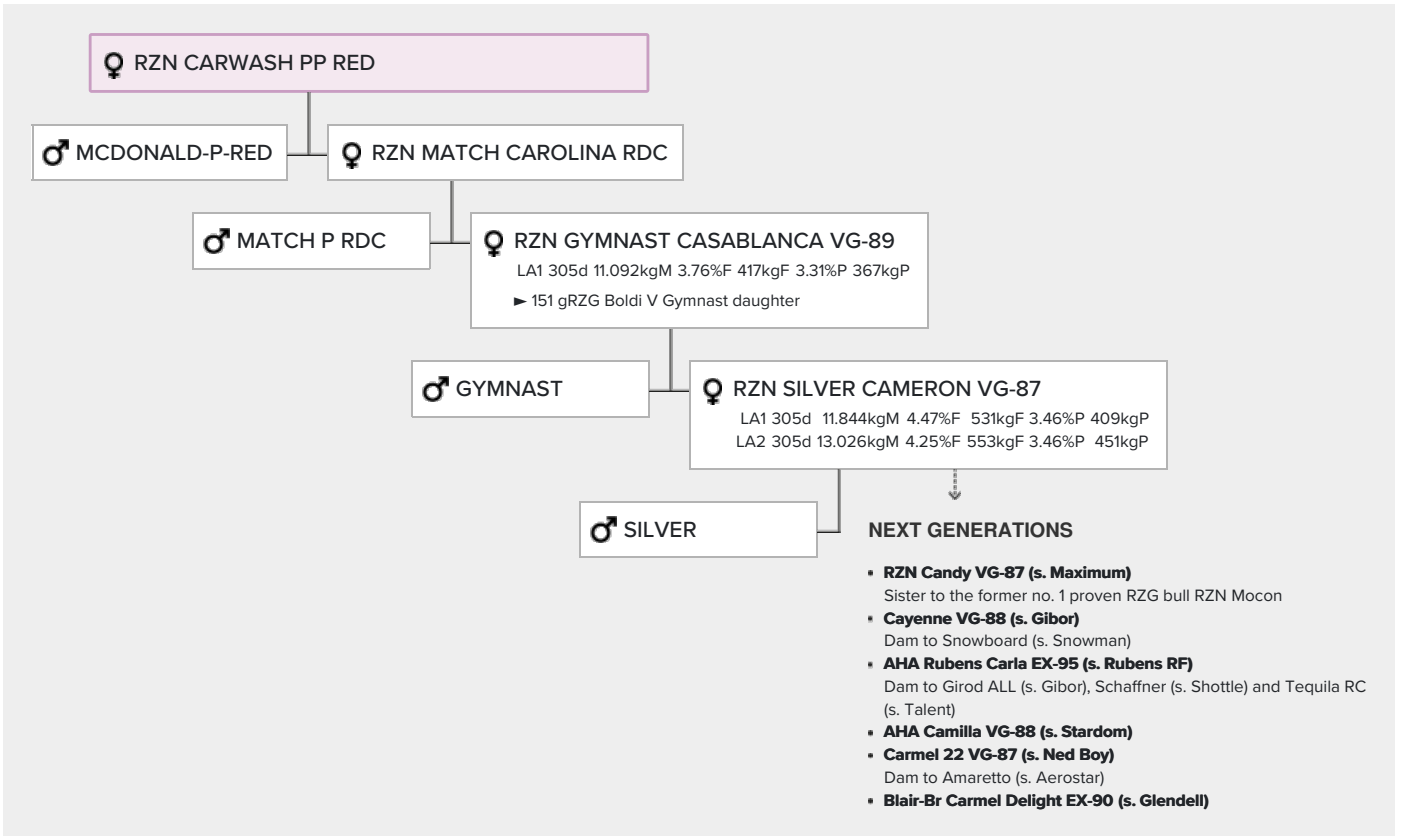 RZN CARWASH PP RED
MCDONALD-P-RED
RZN MATCH CAROLINA RDC
MATCH P RDC
RZN GYMNAST CASABLANCA VG-89
LA1 305d 11.092kgM 3.76%F 417kgF 3.31%P 367kgP
► 151 gRZG Boldi V Gymnast daughter
GYMNAST
RZN SILVER CAMERON VG-87
LA1 305d 11.844kgM 4.47%F 531kgF 3.46%P 409kgP
LA2 305d 13.026kgM 4.25%F 553kgF 3.46%P 451kgP
SILVER
NEXT GENERATIONS
• RZN Candy VG-87 (s. Maximum)
Sister to the former no. 1 proven RZG bull RZN Mocon
• Cayenne VG-88 (s. Gibor)
Dam to Snowboard (s. Snowman)
• AHA Rubens Carla EX-95 (s. Rubens RF)
Dam to Girod ALL (s. Gibor), Schaffner (s. Shottle) and Tequila RC
(s. Talent)
• AHA Camilla VG-88 (s. Stardom)
• Carmel 22 VG-87 (s. Ned Boy)
Dam to Amaretto (s. Aerostar)
• Blair-Br Carmel Delight EX-90 (s. Glendell)